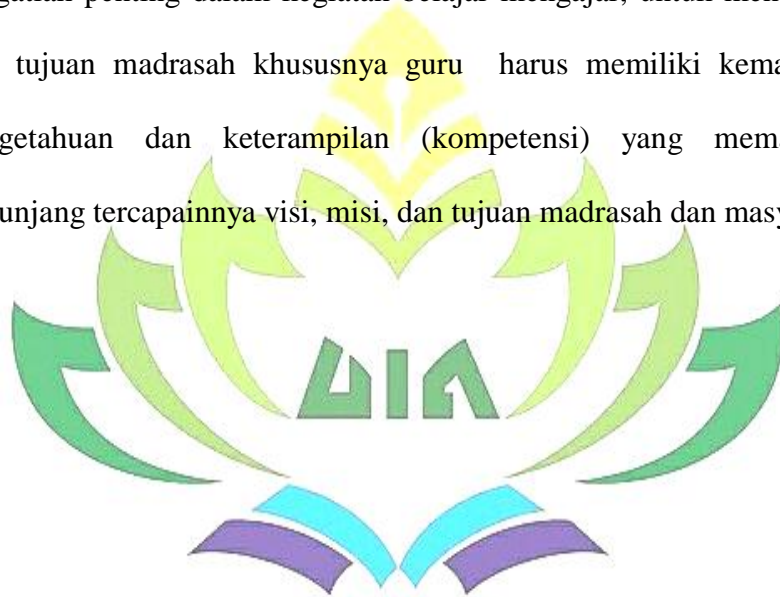 penting dalam kegiatan belajar mengajar, untuk
tujuan madrasah khususnya guru harus memiliki
dan keterampilan (kompetensi) yang
tercapainnya visi, misi, dan tujuan madrasah dan
UIN